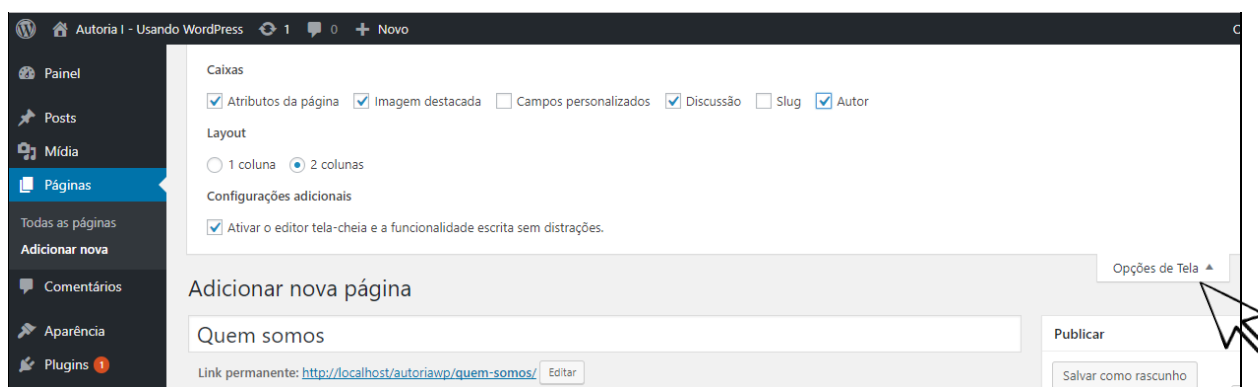 Autoria I - Usando WordPress 1 0 + Novo
Painel
Posts
Mídia
Páginas
Todas as páginas
Adicionar nova
Comentários
Aparência
Plugins 1
Caixas
Atributos da página Imagem destacada Campos personalizados Discussão Slug Autor
Layout
1 coluna 2 colunas
Configurações adicionais
Ativar o editor tela-cheia e a funcionalidade escrita sem distrações.
Opções de Tela
Adicionar nova página
Quem somos
Link permanente: http://localhost/autoriawp/quem-somos/ Editar
Publicar
Salvar como rascunho